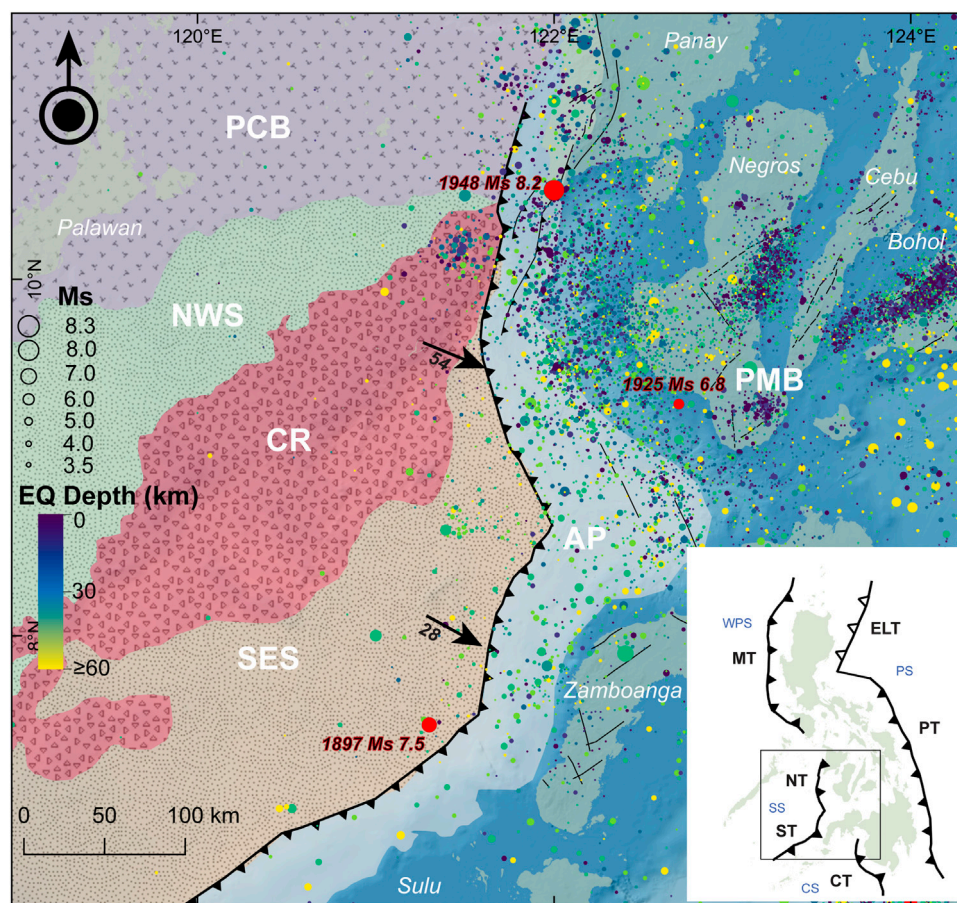 120°E
122°E
124°E
Panay
PCB
Negros
1948 Ms 8.2
Cebu
Palawan
Bohol
10°N
Ms
NWS
8.3
8.0
7.0
6.0
5.0
4.0
3.5
54
1925 Ms 6.8
PMB
CR
EQ Depth (km)
0
30
≥60
8°N
AP
28
SES
Zamboanga
1897 Ms 7.5
0
50
100 km
Sulu
WPS
ELT
MT
PS
PT
NT
SS
ST
CT
CS